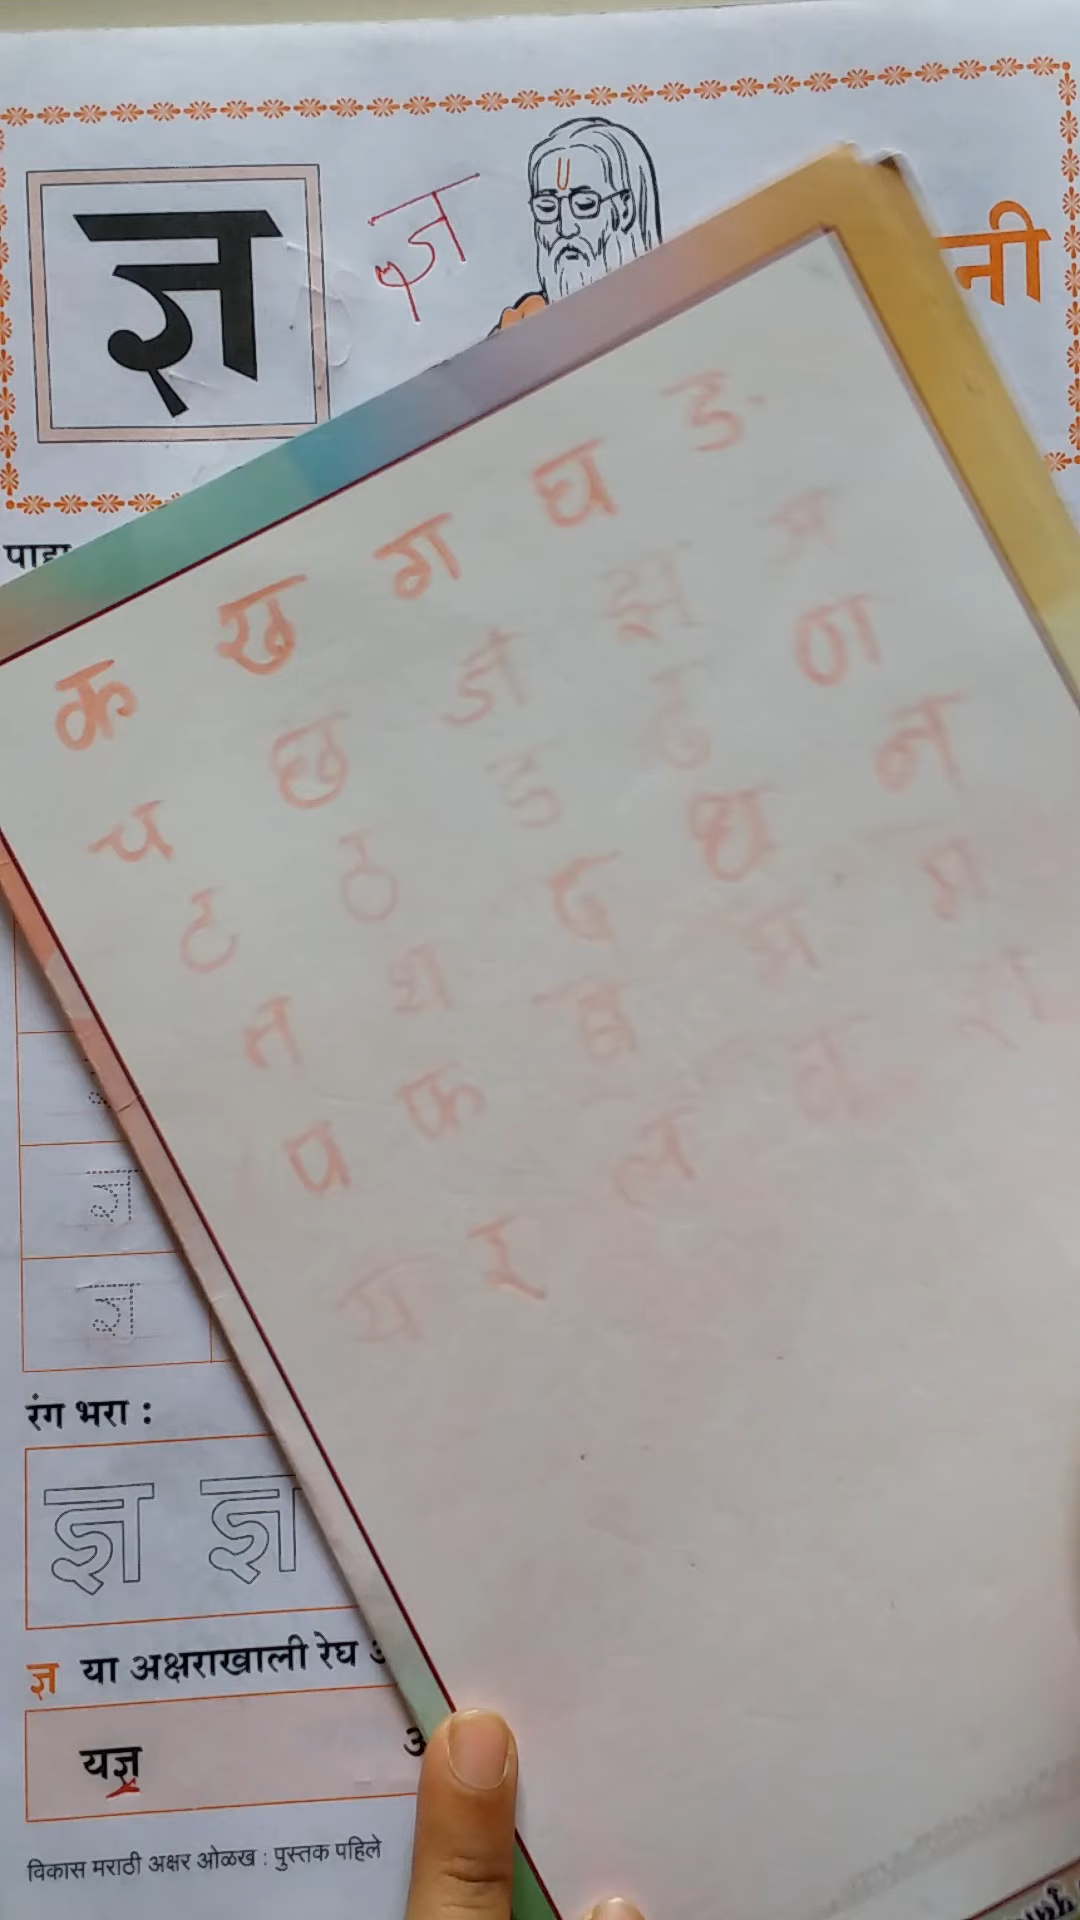 ज्ञ ज्ञ
नी
पाहा
क ख ग घ ङ
च छ ज झ
ट ठ ड ढ ण
त थ द ध न
प फ ब भ म
य र ल व श
रंग भरा :
ज्ञ ज्ञ
ज्ञ या अक्षराखाली रेघ
यज्ञ
विकास मराठी अक्षर ओळख : पुस्तक पहिले